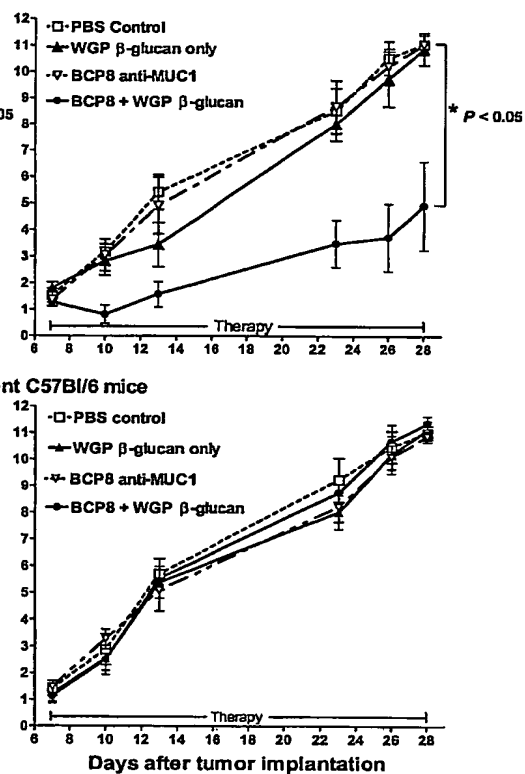 12
11
10
9
8
7
6
5
4
3
2
1
0
PBS Control
WGP β-glucan only
BCP8 anti-MUC1
BCP8 + WGP β-glucan
05
* P < 0.05
Therapy
6 8 10 12 14 16 18 20 22 24 26 28
nt C57Bl/6 mice
12
11
10
9
8
7
6
5
4
3
2
1
0
PBS control
WGP β-glucan only
BCP8 anti-MUC1
BCP8 + WGP β-glucan
Therapy
6 8 10 12 14 16 18 20 22 24 26 28
Days after tumor implantation